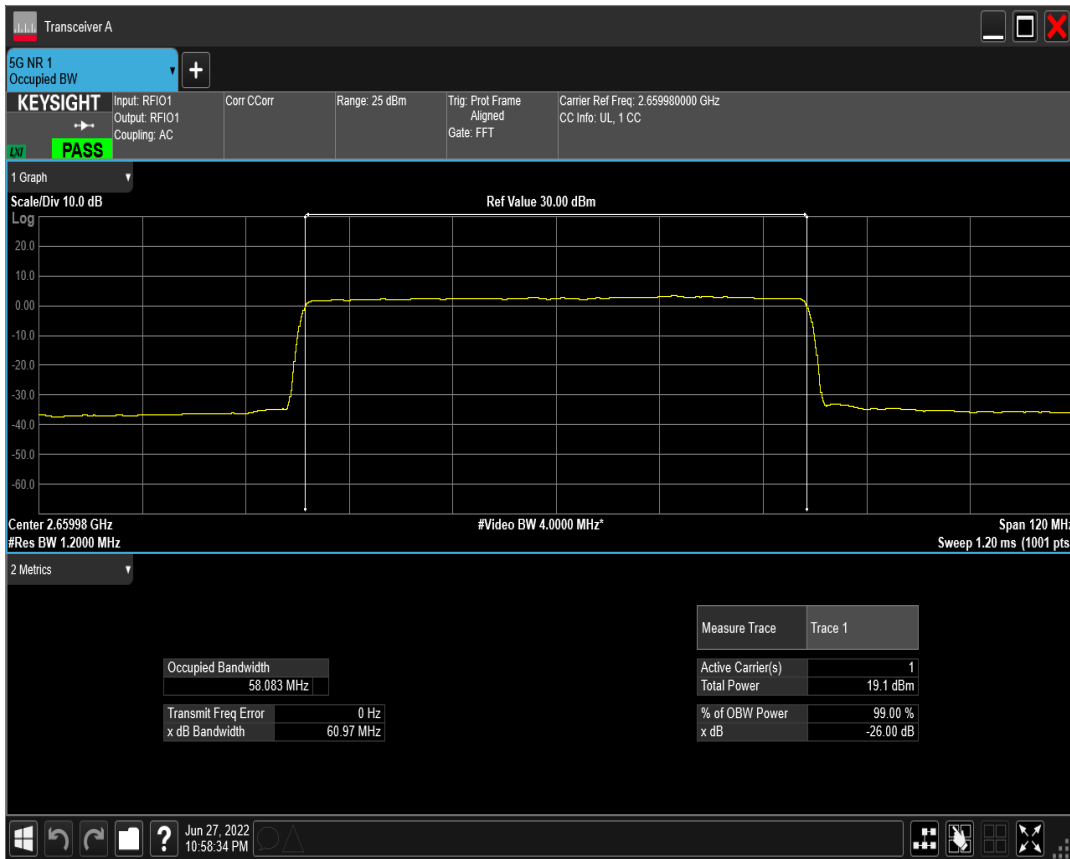 Transceiver A
5G NR 1
Occupied BW
KEYSIGHT
Input: RFIO1
Output: RFIO1
Coupling: AC
Corr CCorr
Range: 25 dBm
Trig: Prot Frame
Aligned
Gate: FFT
Carrier Ref Freq: 2.659980000 GHz
CC Info: UL, 1 CC
LXI
PASS
1 Graph
Scale/Div 10.0 dB
Ref Value 30.00 dBm
Log
20.0
10.0
0.00
-10.0
-20.0
-30.0
-40.0
-50.0
-60.0
Center 2.65998 GHz
#Video BW 4.0000 MHz*
Span 120 MHz
#Res BW 1.2000 MHz
Sweep 1.20 ms (1001 pts
2 Metrics
Measure Trace Trace 1
Occupied Bandwidth
58.083 MHz
Active Carrier(s) 1
Total Power 19.1 dBm
Transmit Freq Error 0 Hz
x dB Bandwidth 60.97 MHz
% of OBW Power 99.00 %
x dB -26.00 dB
Jun 27, 2022
10:58:34 PM